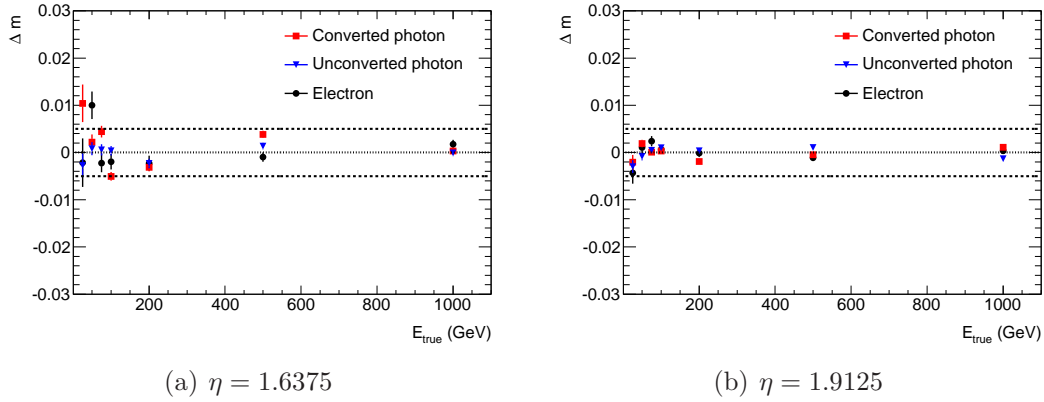 Δ m
0.03
0.02
0.01
0
-0.01
-0.02
-0.03
Converted photon
Unconverted photon
Electron
200 400 600 800 1000
E_true (GeV)
(a) η = 1.6375
Δ m
0.03
0.02
0.01
0
-0.01
-0.02
-0.03
Converted photon
Unconverted photon
Electron
200 400 600 800 1000
E_true (GeV)
(b) η = 1.9125